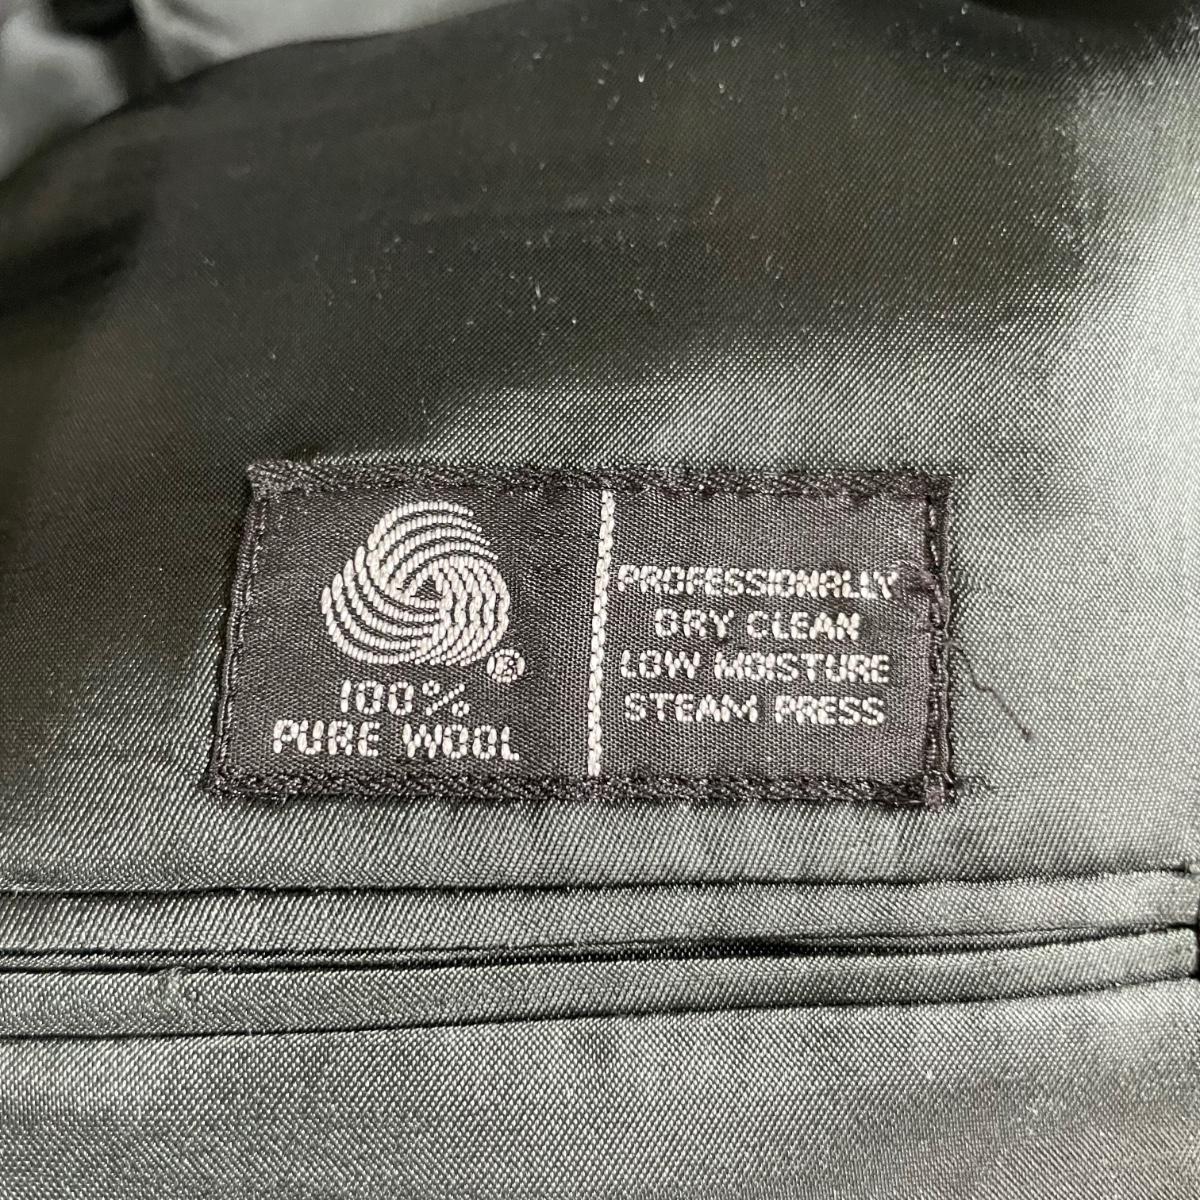 ®
100%
PURE WOOL
PROFESSIONALLY
DRY CLEAN
LOW MOISTURE
STEAM PRESS